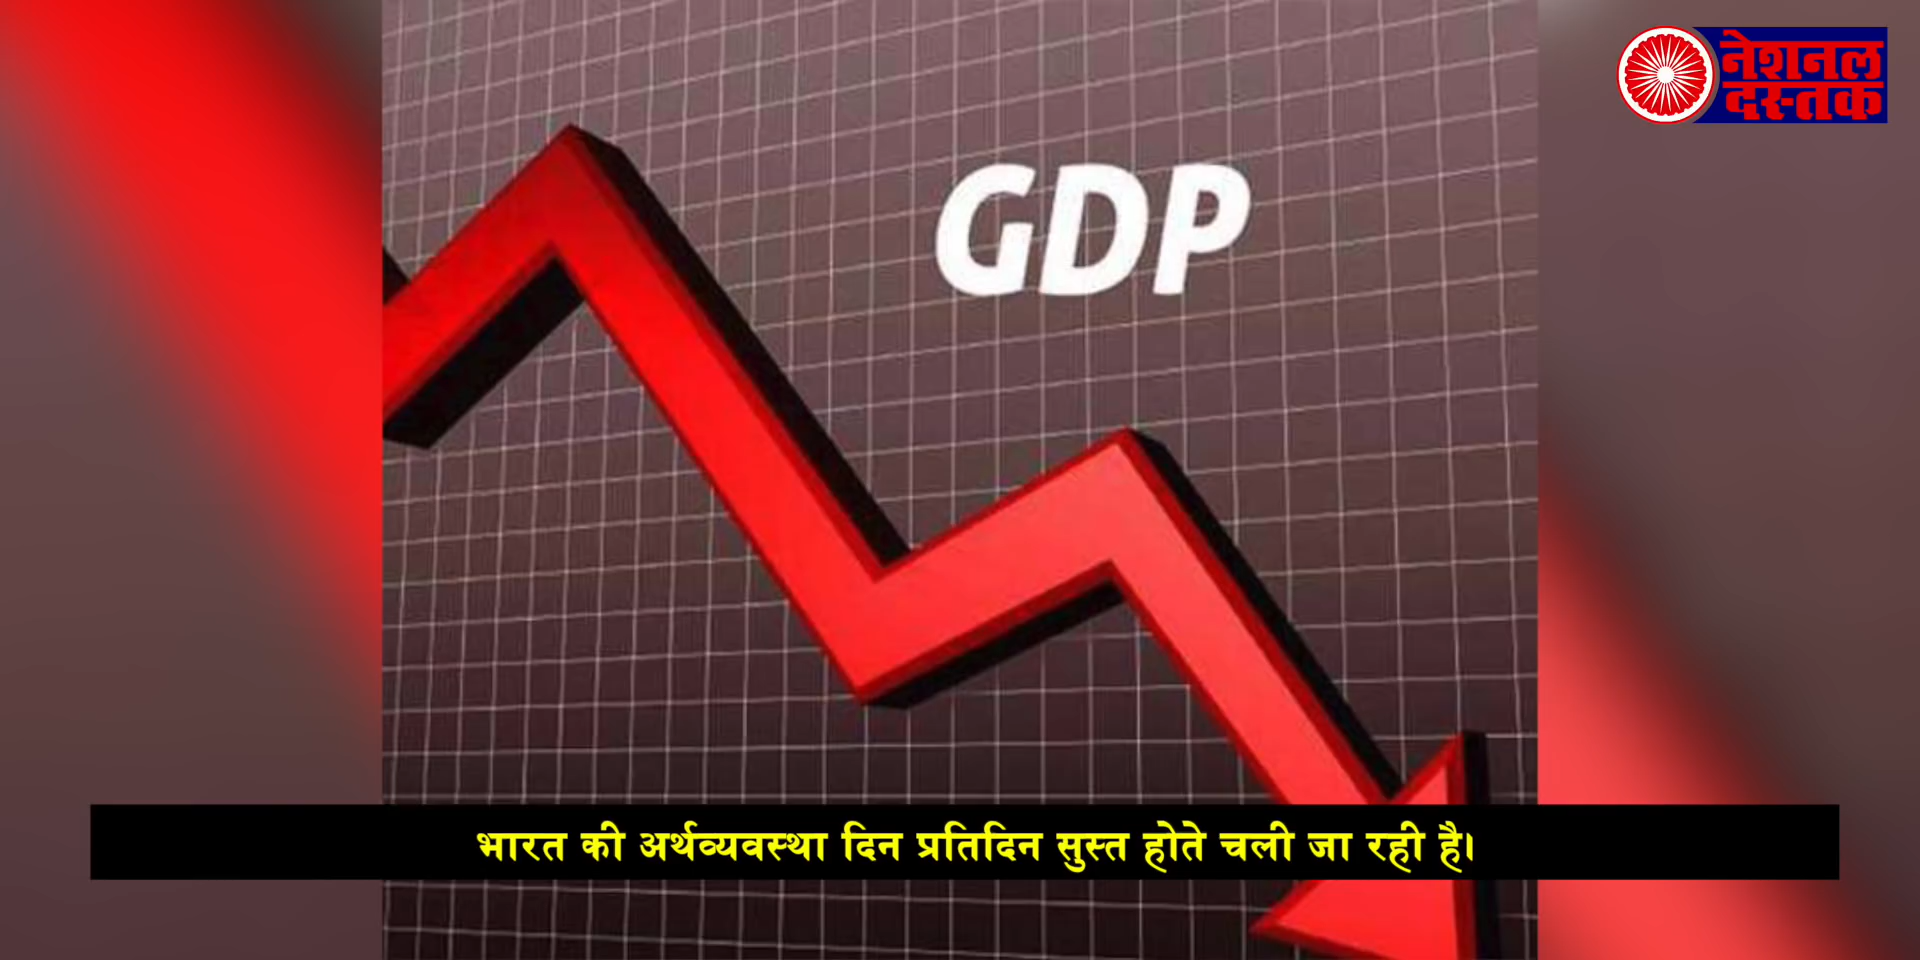 नेशनल
दस्तक
GDP
भारत की अर्थव्यवस्था दिन प्रतिदिन सुस्त होते चली जा रही है।